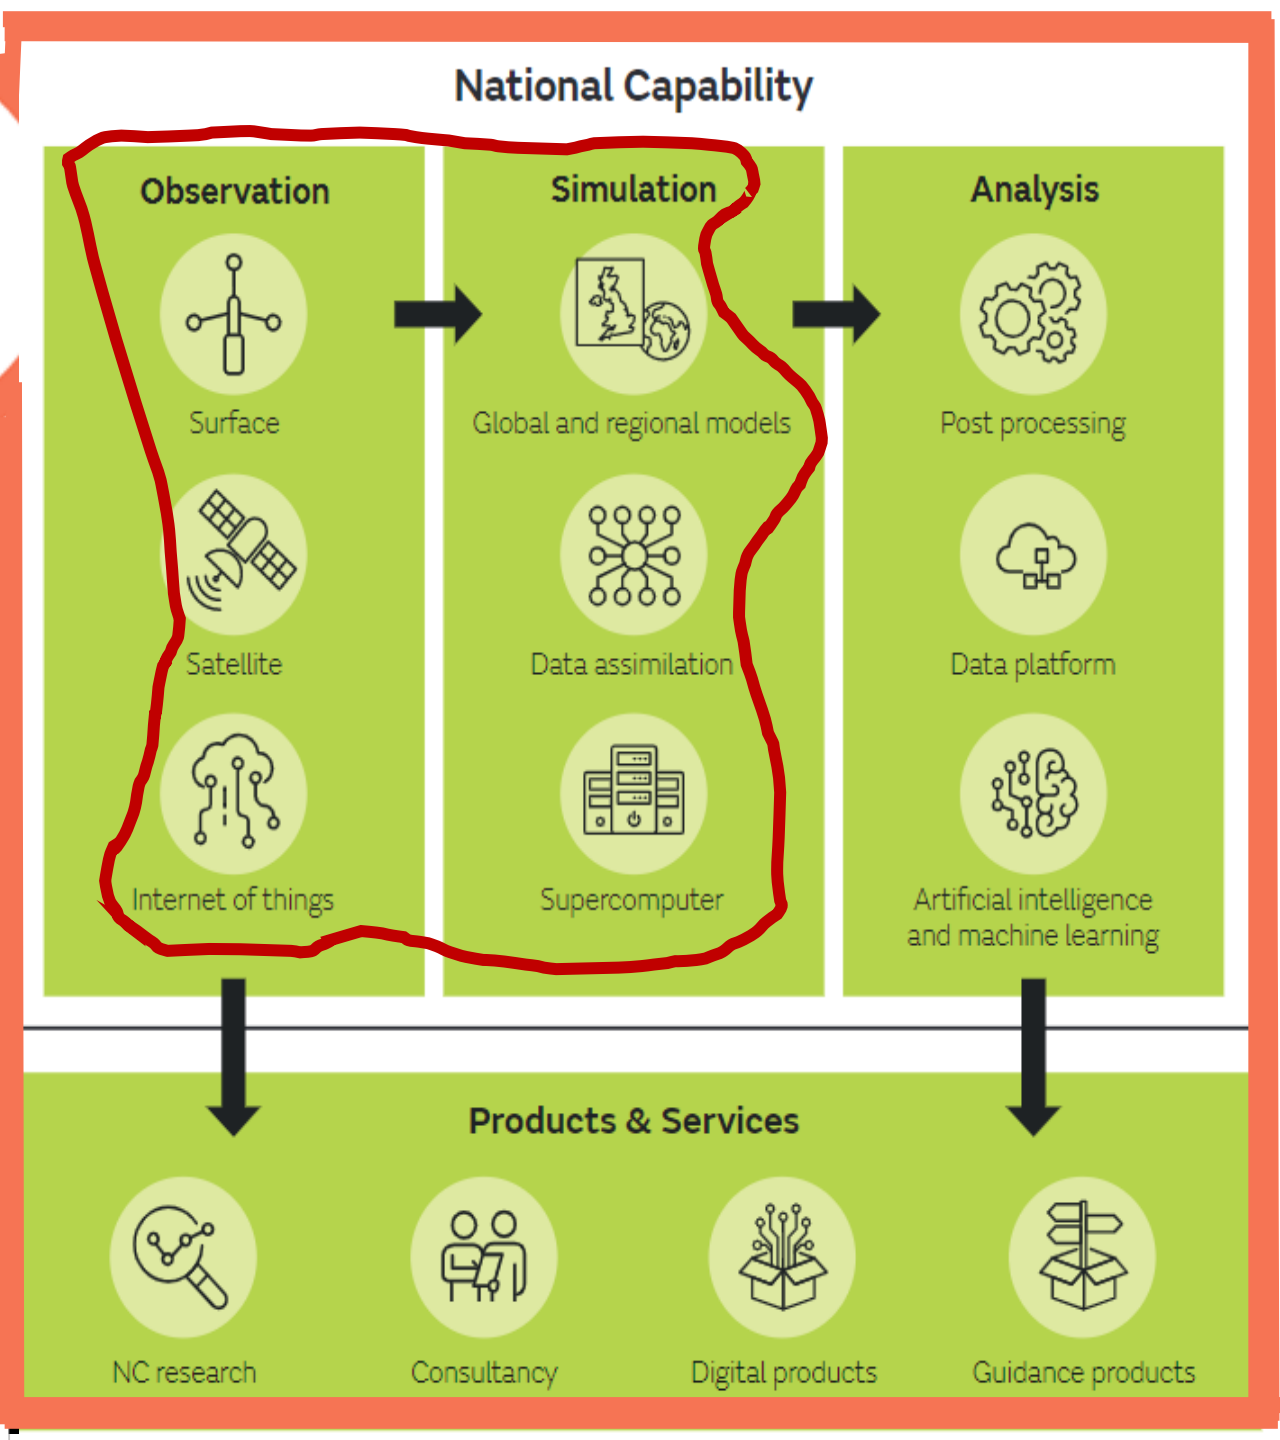 National Capability
Observation
Surface
Satellite
Internet of things
Simulation
Global and regional models
Data assimilation
Supercomputer
Analysis
Post processing
Data platform
Artificial intelligence
and machine learning
Products & Services
NC research
Consultancy
Digital products
Guidance products